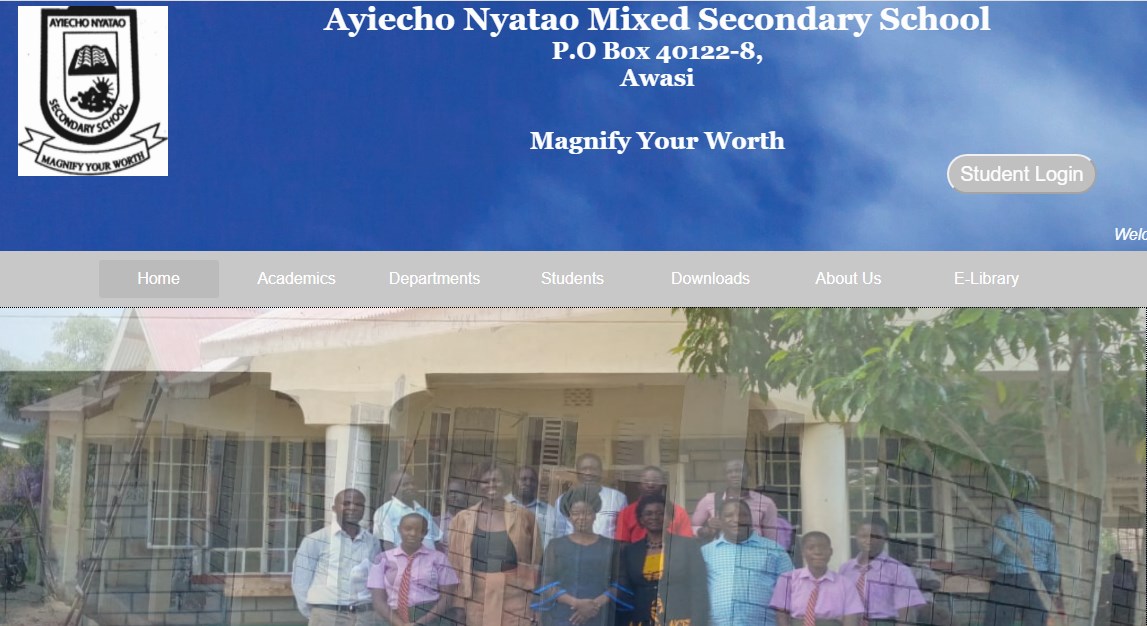 AYIECHO NYATAO
SECONDARY SCHOOL
MAGNIFY YOUR WORTH
Ayiecho Nyatao Mixed Secondary School
P.O Box 40122-8,
Awasi
Magnify Your Worth
Student Login
Welc
Home Academics Departments Students Downloads About Us E-Library